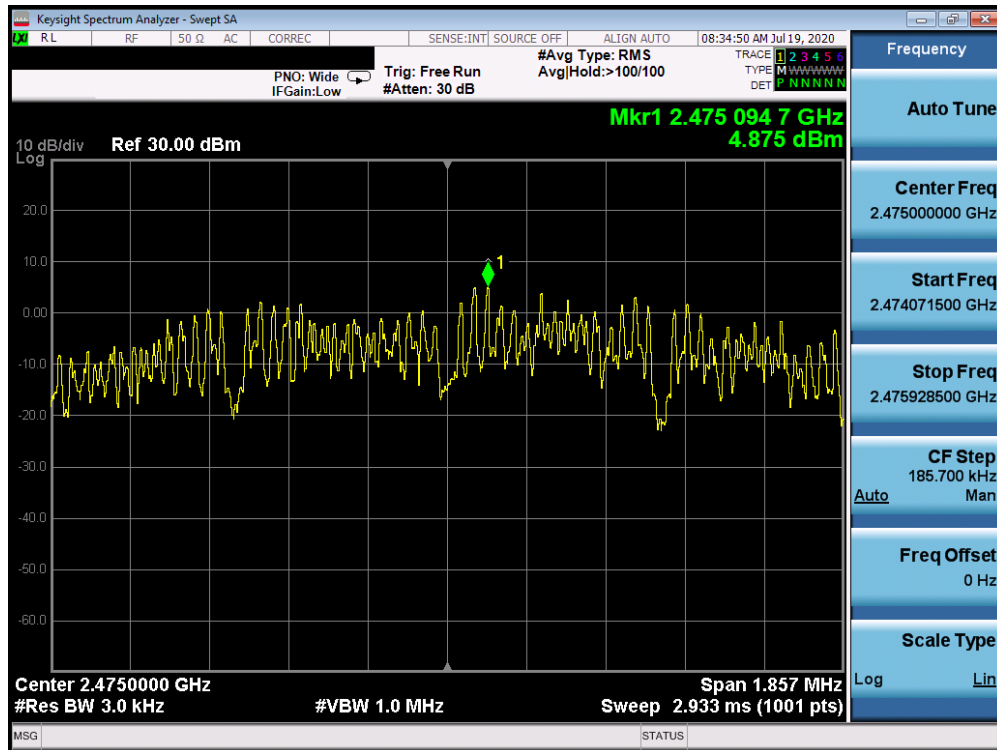 Keysight Spectrum Analyzer - Swept SA
LXI RL RF 50 Ω AC CORREC SENSE:INT SOURCE OFF ALIGN AUTO 08:34:50 AM Jul 19, 2020
PNO: Wide
IFGain:Low
Trig: Free Run
#Atten: 30 dB
#Avg Type: RMS
Avg|Hold:>100/100
TRACE 1 2 3 4 5 6
TYPE M W W W W W
DET P N N N N N
Mkr1 2.475 094 7 GHz
4.875 dBm
10 dB/div Ref 30.00 dBm
Log
20.0
10.0
0.00
-10.0
-20.0
-30.0
-40.0
-50.0
-60.0
1
Center 2.4750000 GHz Span 1.857 MHz
#Res BW 3.0 kHz #VBW 1.0 MHz Sweep 2.933 ms (1001 pts)
MSG STATUS
Frequency
Auto Tune
Center Freq
2.475000000 GHz
Start Freq
2.474071500 GHz
Stop Freq
2.475928500 GHz
CF Step
185.700 kHz
Auto Man
Freq Offset
0 Hz
Scale Type
Log Lin